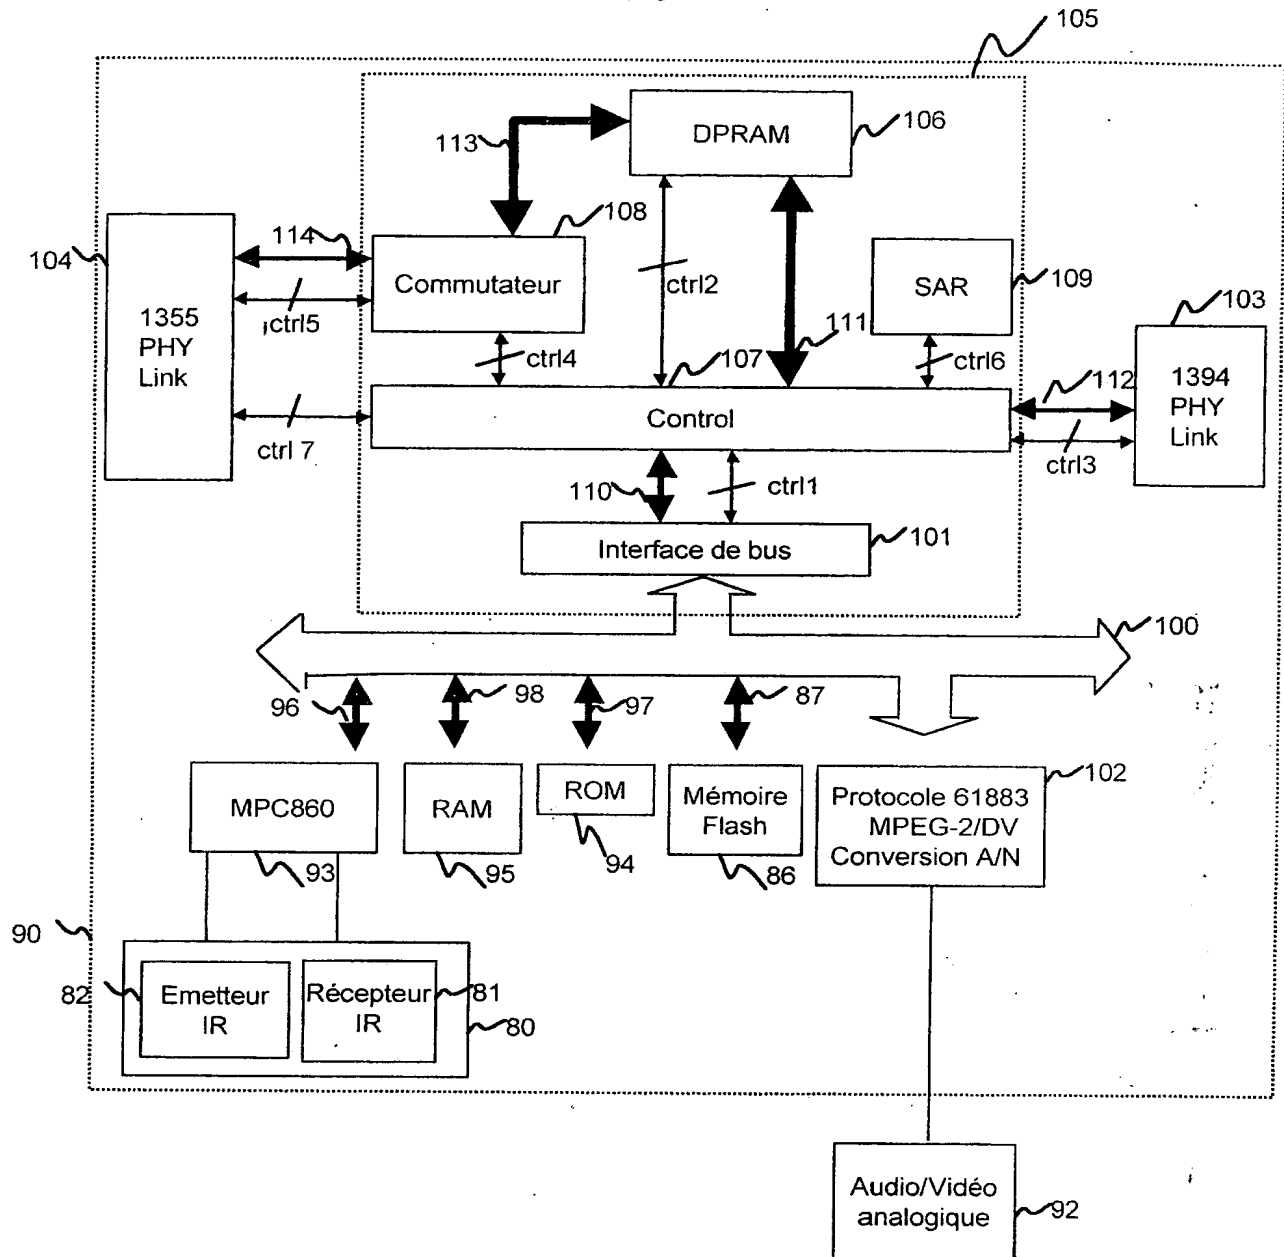 105
DPRAM
106
113
108
104
114
Commutateur
ctrl2
SAR
109
1355
PHY
Link
ctrl5
103
ctrl4
107
111
ctrl6
112
1394
PHY
Link
Control
ctrl 7
ctrl3
110
ctrl1
Interface de bus
101
100
96
98
97
87
102
MPC860
RAM
ROM
Mémoire
Flash
Protocole 61883
MPEG-2/DV
Conversion A/N
93
95
94
86
90
82
Emetteur
IR
Récepteur
IR
81
80
Audio/Vidéo
analogique
92